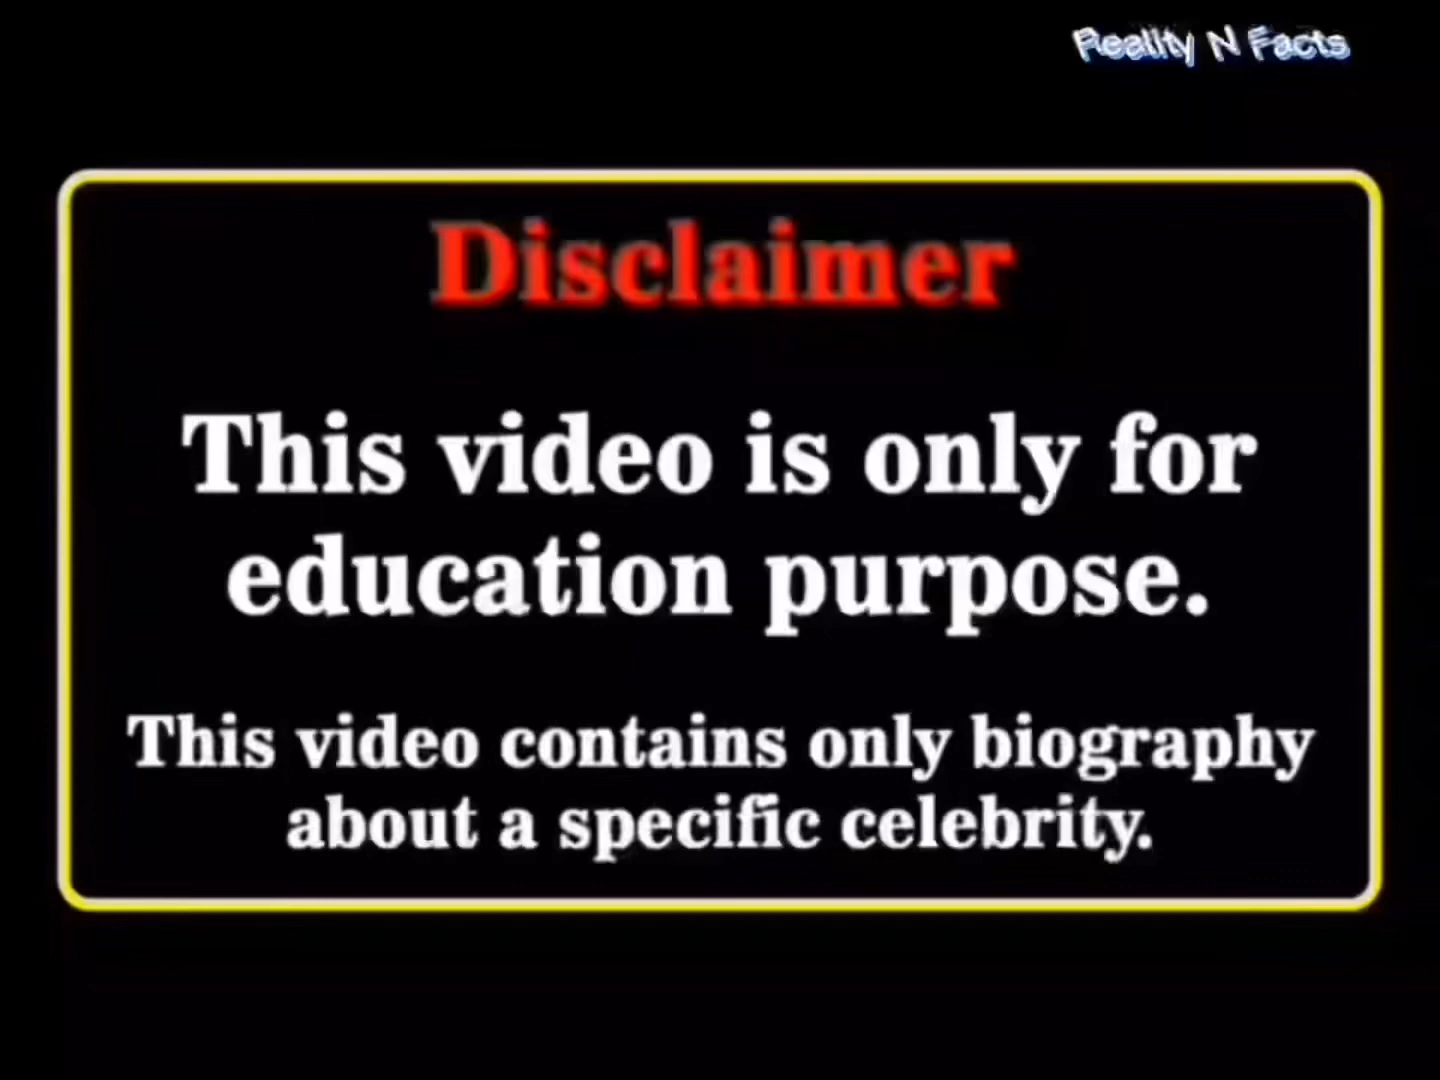 Reality N Facts
Disclaimer
This video is only for
education purpose.
This video contains only biography
about a specific celebrity.